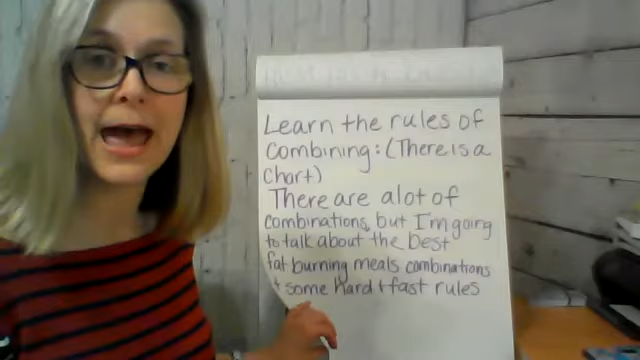 Learn the rules of
Combining: (There is a
Chart)
There are alot of
combinations, but I'm going
to talk about the best
fat burning meals combinations
+ some hard + fast rules